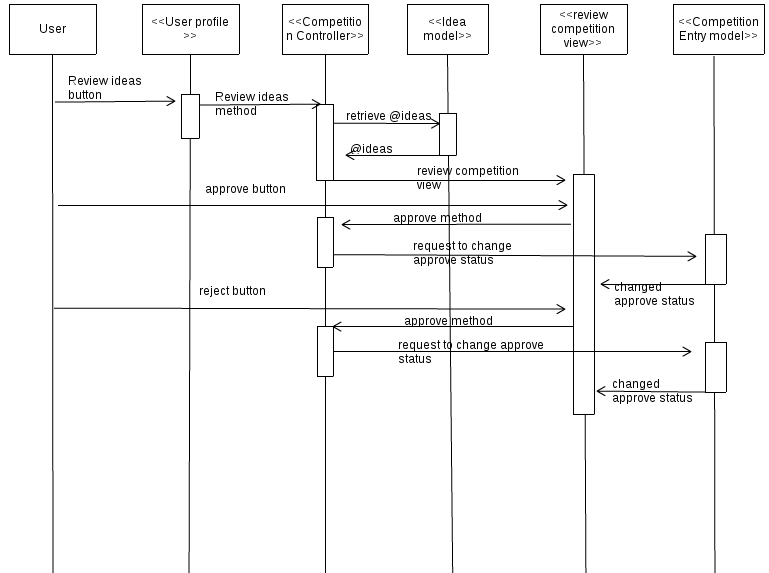 User
<<User profile
>>
<<Competitio
n Controller>>
<<Idea
model>>
<<review
competition
view>>
<<Competition
Entry model>>
Review ideas
button
Review ideas
method
retrieve @ideas
@ideas
review competition
view
approve button
approve method
request to change
approve status
changed
approve status
reject button
approve method
request to change approve
status
changed
approve status